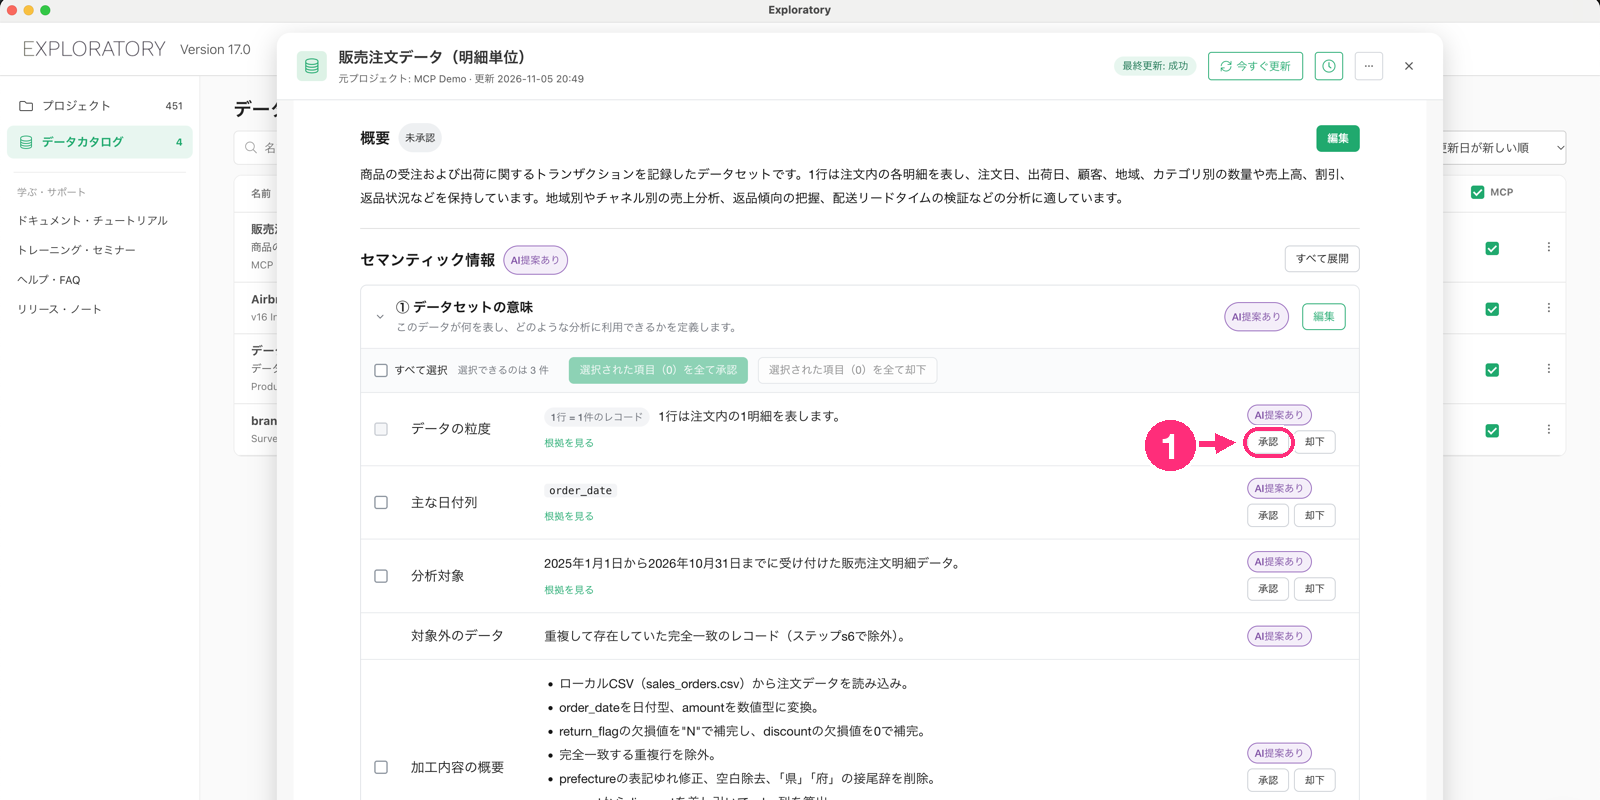 Exploratory
EXPLORATORY Version 17.0
プロジェクト 451
データカタログ 4
学ぶ・サポート
ドキュメント・チュートリアル
トレーニング・セミナー
ヘルプ・FAQ
リリース・ノート
名前
MCP
Surve
更新日が新しい順
MCP
販売注文データ（明細単位）
元プロジェクト: MCP Demo · 更新 2026-11-05 20:49
最終更新: 成功
今すぐ更新
概要 未承認
編集
商品の受注および出荷に関するトランザクションを記録したデータセットです。1行は注文内の各明細を表し、注文日、出荷日、顧客、地域、カテゴリ別の数量や売上高、割引、
返品状況などを保持しています。地域別やチャネル別の売上分析、返品傾向の把握、配送リードタイムの検証などの分析に適しています。
セマンティック情報 AI提案あり
すべて展開
① データセットの意味
このデータが何を表し、どのような分析に利用できるかを定義します。
AI提案あり 編集
すべて選択 選択できるのは 3 件 選択された項目（0）を全て承認 選択された項目（0）を全て却下
データの粒度 1行 = 1件のレコード 1行は注文内の1明細を表します。
根拠を見る
AI提案あり
1
承認 却下
主な日付列 order_date
根拠を見る
AI提案あり
承認 却下
分析対象 2025年1月1日から2026年10月31日までに受け付けた販売注文明細データ。
根拠を見る
AI提案あり
承認 却下
対象外のデータ 重複して存在していた完全一致のレコード（ステップs6で除外）。
AI提案あり
加工内容の概要
• ローカルCSV（sales_orders.csv）から注文データを読み込み。
• order_dateを日付型、amountを数値型に変換。
• return_flagの欠損値を"N"で補完し、discountの欠損値を0で補完。
• 完全一致する重複行を除外。
• prefectureの表記ゆれ修正、空白除去、「県」「府」の接尾辞を削除。
AI提案あり
承認 却下